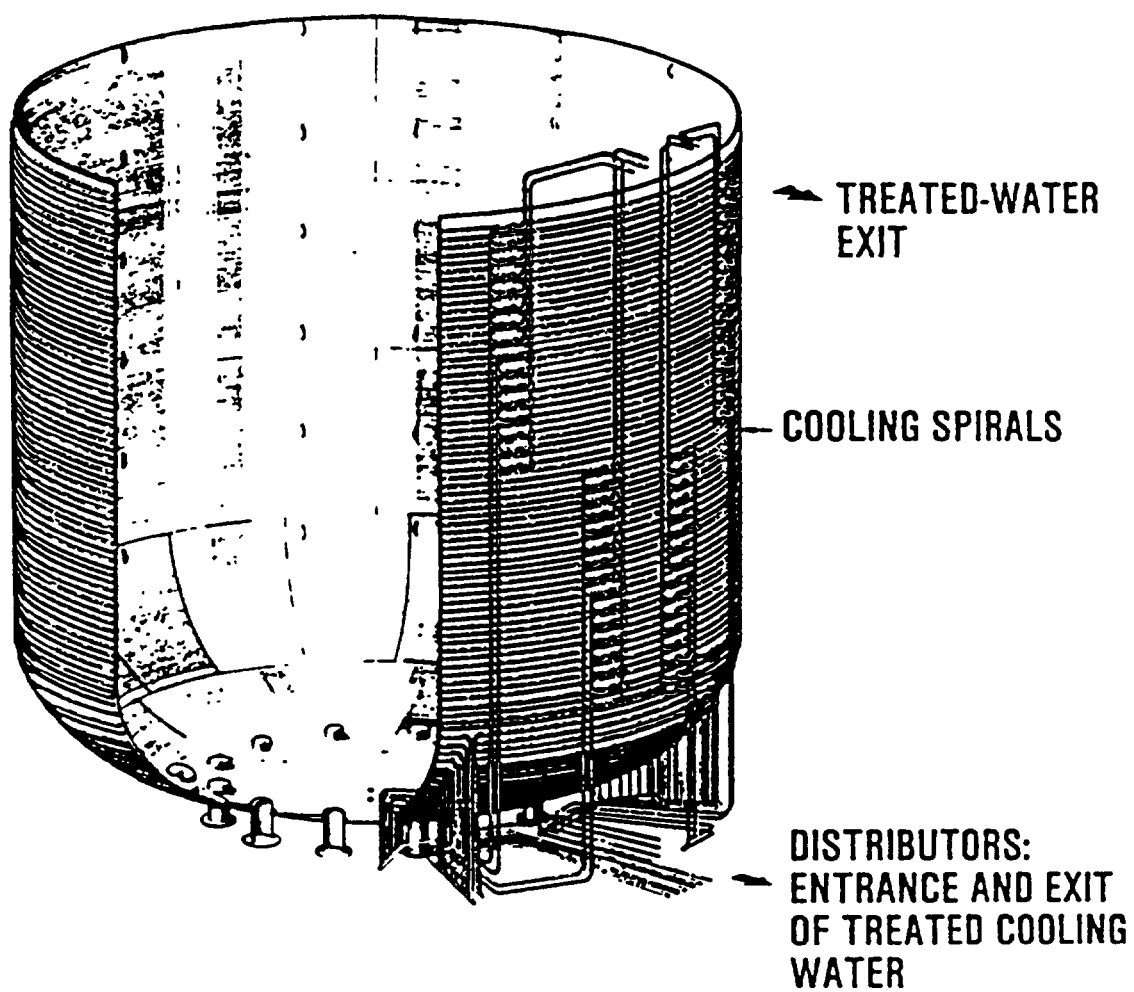 TREATED-WATER
EXIT
COOLING SPIRALS
DISTRIBUTORS:
ENTRANCE AND EXIT
OF TREATED COOLING
WATER